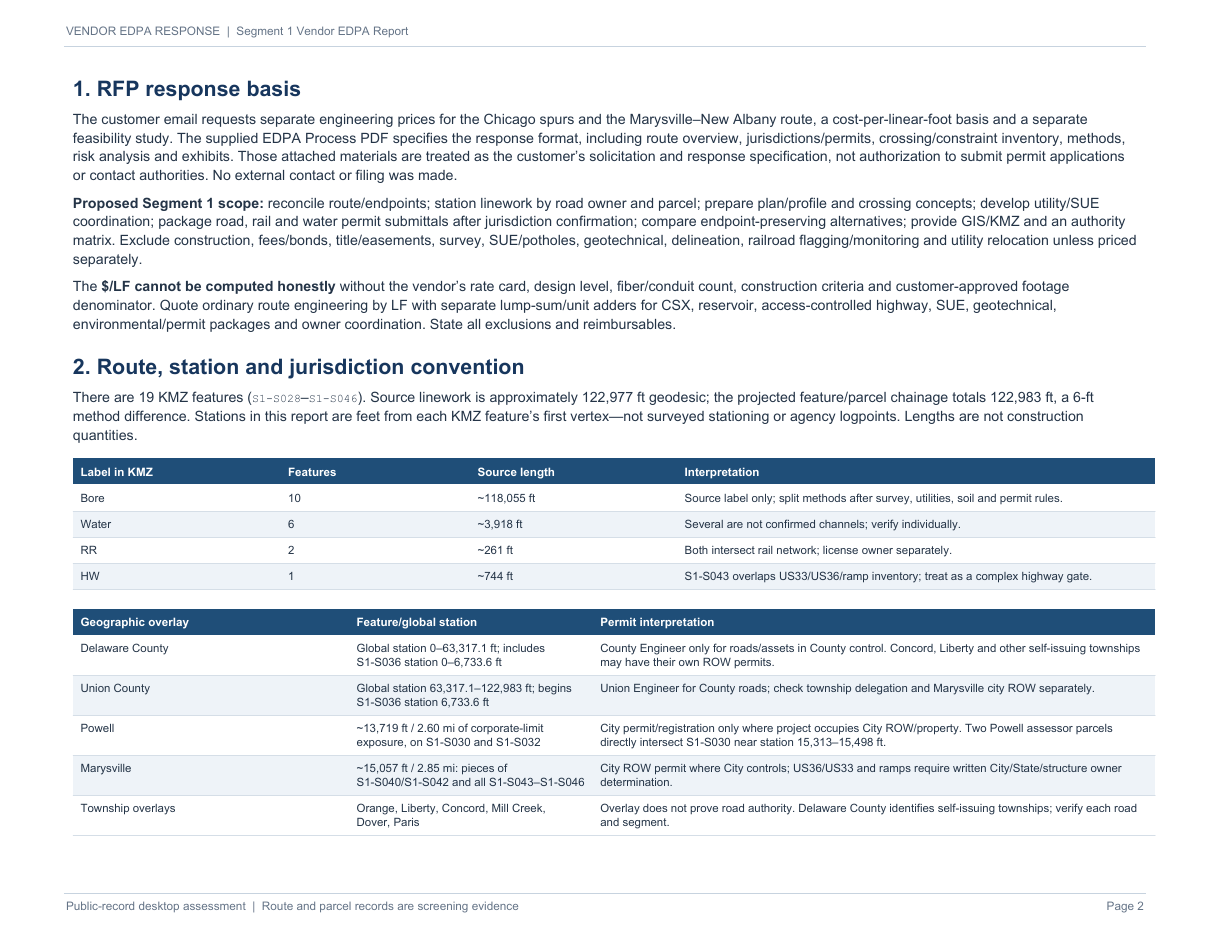 VENDOR EDPA RESPONSE | Segment 1 Vendor EDPA Report
1. RFP response basis
The customer email requests separate engineering prices for the Chicago spurs and the Marysville–New Albany route, a cost-per-linear-foot basis and a separate
feasibility study. The supplied EDPA Process PDF specifies the response format, including route overview, jurisdictions/permits, crossing/constraint inventory, methods,
risk analysis and exhibits. Those attached materials are treated as the customer's solicitation and response specification, not authorization to submit permit applications
or contact authorities. No external contact or filing was made.
Proposed Segment 1 scope: reconcile route/endpoints; station linework by road owner and parcel; prepare plan/profile and crossing concepts; develop utility/SUE
coordination; package road, rail and water permit submittals after jurisdiction confirmation; compare endpoint-preserving alternatives; provide GIS/KMZ and an authority
matrix. Exclude construction, fees/bonds, title/easements, survey, SUE/potholes, geotechnical, delineation, railroad flagging/monitoring and utility relocation unless priced
separately.
The $/LF cannot be computed honestly without the vendor's rate card, design level, fiber/conduit count, construction criteria and customer-approved footage
denominator. Quote ordinary route engineering by LF with separate lump-sum/unit adders for CSX, reservoir, access-controlled highway, SUE, geotechnical,
environmental/permit packages and owner coordination. State all exclusions and reimbursables.
2. Route, station and jurisdiction convention
There are 19 KMZ features (S1-S028–S1-S046). Source linework is approximately 122,977 ft geodesic; the projected feature/parcel chainage totals 122,983 ft, a 6-ft
method difference. Stations in this report are feet from each KMZ feature's first vertex—not surveyed stationing or agency logpoints. Lengths are not construction
quantities.
Label in KMZ Features Source length Interpretation
Bore 10 ~118,055 ft Source label only; split methods after survey, utilities, soil and permit rules.
Water 6 ~3,918 ft Several are not confirmed channels; verify individually.
RR 2 ~261 ft Both intersect rail network; license owner separately.
HW 1 ~744 ft S1-S043 overlaps US33/US36/ramp inventory; treat as a complex highway gate.
Geographic overlay Feature/global station Permit interpretation
Delaware County Global station 0–63,317.1 ft; includes County Engineer only for roads/assets in County control. Concord, Liberty and other self-issuing townships
S1-S036 station 0–6,733.6 ft may have their own ROW permits.
Union County Global station 63,317.1–122,983 ft; begins Union Engineer for County roads; check township delegation and Marysville city ROW separately.
S1-S036 station 6,733.6 ft
Powell ~13,719 ft / 2.60 mi of corporate-limit City permit/registration only where project occupies City ROW/property. Two Powell assessor parcels
exposure, on S1-S030 and S1-S032 directly intersect S1-S030 near station 15,313–15,498 ft.
Marysville ~15,057 ft / 2.85 mi: pieces of City ROW permit where City controls; US36/US33 and ramps require written City/State/structure owner
S1-S040/S1-S042 and all S1-S043–S1-S046 determination.
Township overlays Orange, Liberty, Concord, Mill Creek, Overlay does not prove road authority. Delaware County identifies self-issuing townships; verify each road
Dover, Paris and segment.
Public-record desktop assessment | Route and parcel records are screening evidence Page 2